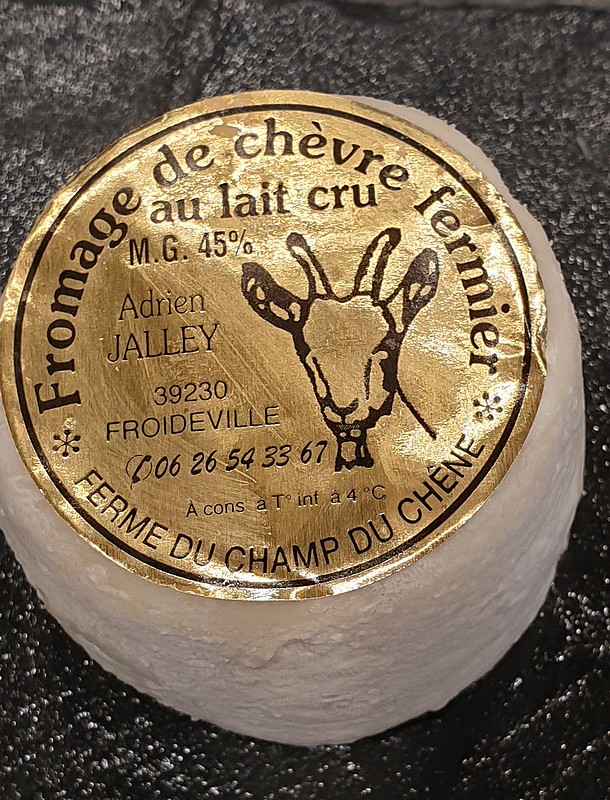 Fromage de chèvre fermier
au lait cru
M.G. 45%
Adrien
JALLEY
39230
FROIDEVILLE
✆06 26 54 33 67
À cons à T° inf à 4 °C
* FERME DU CHAMP DU CHÊNE *